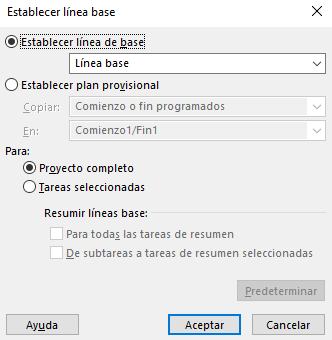 Establecer línea base
Establecer línea de base
Línea base
Establecer plan provisional
Copiar: Comienzo o fin programados
En: Comienzo1/Fin1
Para:
Proyecto completo
Tareas seleccionadas
Resumir líneas base:
Para todas las tareas de resumen
De subtareas a tareas de resumen seleccionadas
Predeterminar
Ayuda Aceptar Cancelar